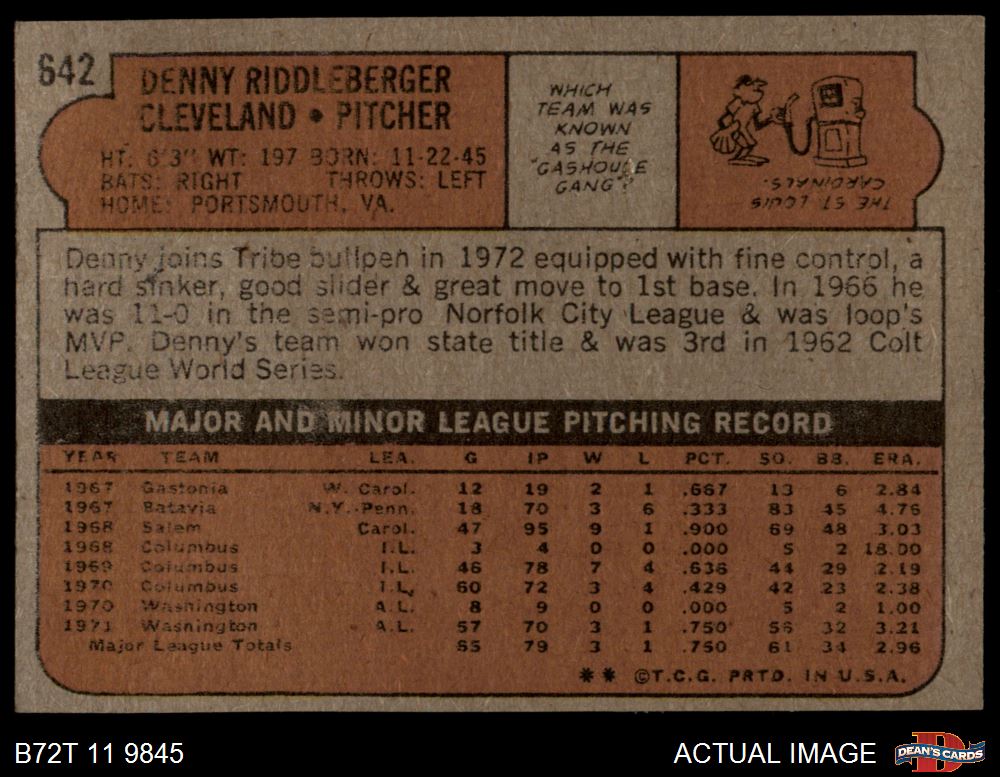 642
DENNY RIDDLEBERGER
CLEVELAND • PITCHER
HT: 6'3" WT: 197 BORN: 11-22-45
BATS: RIGHT THROWS: LEFT
HOME: PORTSMOUTH, VA.
WHICH
TEAM WAS
KNOWN
AS THE
"GASHOUSE
GANG"?
THE ST. LOUIS
CARDINALS.
Denny joins Tribe bullpen in 1972 equipped with fine control, a
hard sinker, good slider & great move to 1st base. In 1966 he
was 11-0 in the semi-pro Norfolk City League & was loop's
MVP. Denny's team won state title & was 3rd in 1962 Colt
League World Series.
MAJOR AND MINOR LEAGUE PITCHING RECORD
YEAR TEAM LEA. G IP W L PCT. SO. BB. ERA.
1967 Gastonia W. Carol. 12 19 2 1 .667 13 6 2.84
1967 Batavia N.Y.-Penn. 18 70 3 6 .333 83 45 4.76
1968 Salem Carol. 47 95 9 1 .900 69 48 3.03
1968 Columbus I.L. 3 4 0 0 .000 5 2 18.00
1969 Columbus I.L. 46 78 7 4 .636 44 29 2.19
1970 Columbus I.L. 60 72 3 4 .429 42 23 2.38
1970 Washington A.L. 8 9 0 0 .000 5 2 1.00
1971 Washington A.L. 57 70 3 1 .750 56 32 3.21
Major League Totals 65 79 3 1 .750 61 34 2.96
** ©T.C.G. PRTD. IN U.S.A.
B72T 11 9845
ACTUAL IMAGE
D
DEAN'S CARDS